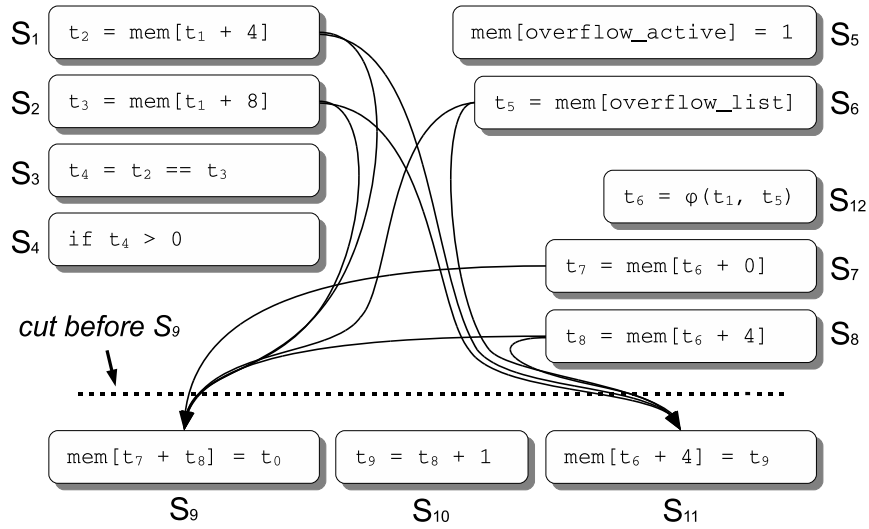 S₁ t₂ = mem[t₁ + 4]
mem[overflow_active] = 1 S₅
S₂ t₃ = mem[t₁ + 8]
t₅ = mem[overflow_list] S₆
S₃ t₄ = t₂ == t₃
t₆ = φ(t₁, t₅) S₁₂
S₄ if t₄ > 0
t₇ = mem[t₆ + 0] S₇
cut before S₉
t₈ = mem[t₆ + 4] S₈
mem[t₇ + t₈] = t₀ t₉ = t₈ + 1 mem[t₆ + 4] = t₉
S₉ S₁₀ S₁₁